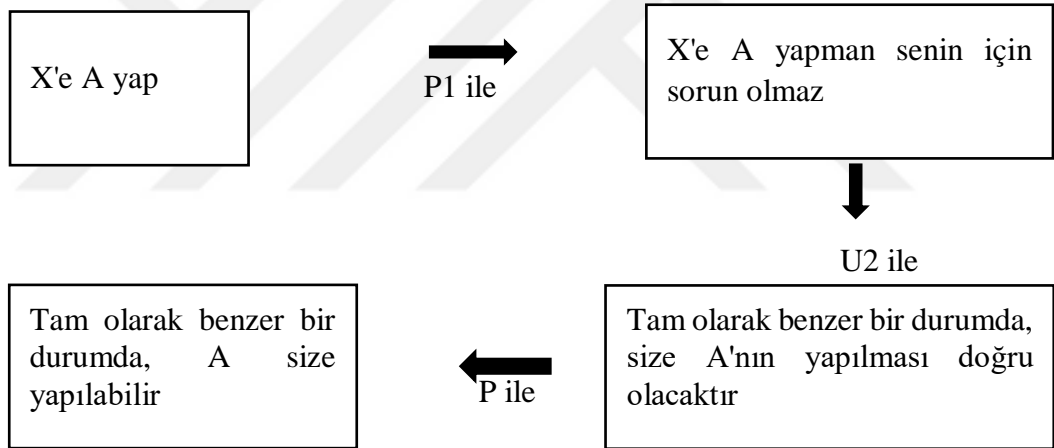 X'e A yap
P1 ile
X'e A yapman senin için
sorun olmaz
U2 ile
Tam olarak benzer bir durumda,
size A'nın yapılması doğru
olacaktır
P ile
Tam olarak benzer bir
durumda, A size
yapılabilir